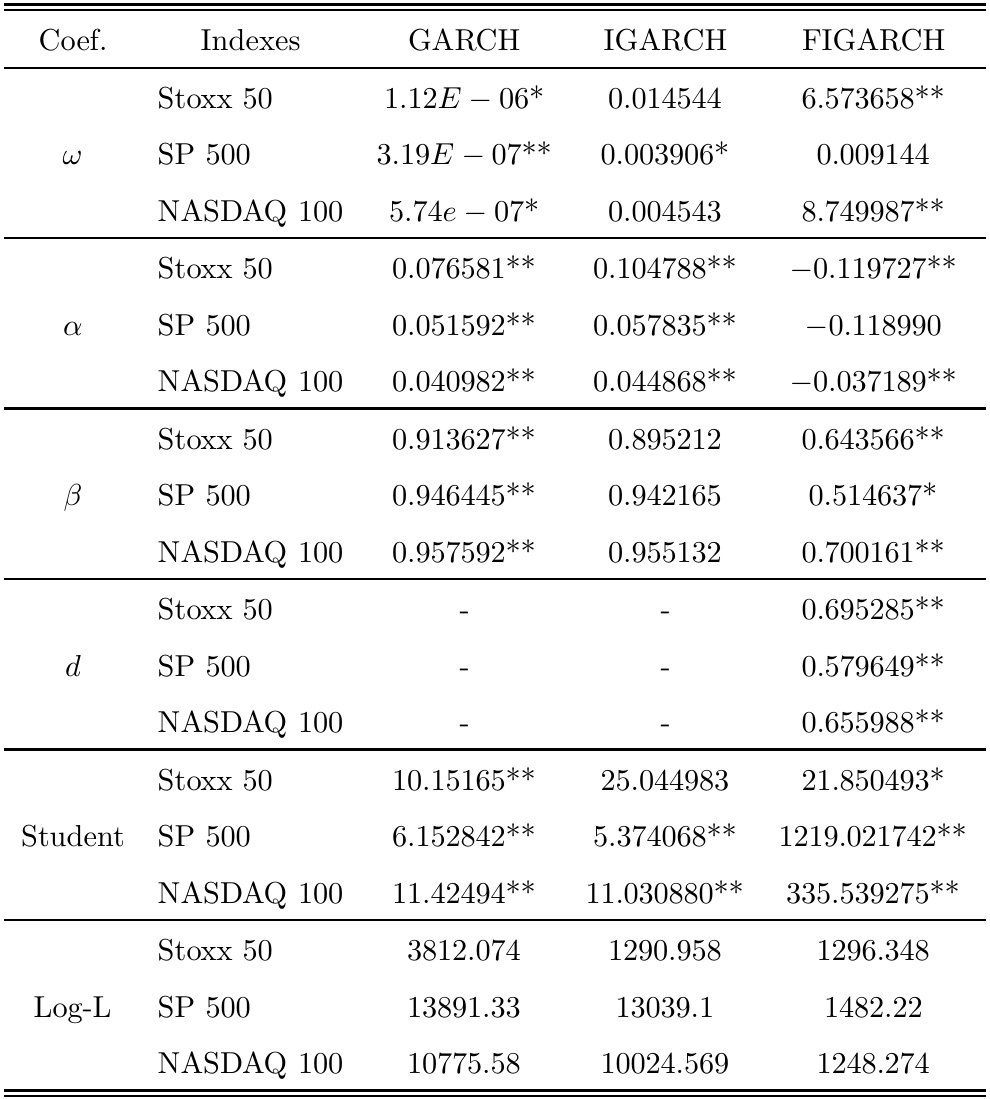 Coef. Indexes GARCH IGARCH FIGARCH
Stoxx 50 1.12E − 06* 0.014544 6.573658**
ω SP 500 3.19E − 07** 0.003906* 0.009144
NASDAQ 100 5.74e − 07* 0.004543 8.749987**
Stoxx 50 0.076581** 0.104788** −0.119727**
α SP 500 0.051592** 0.057835** −0.118990
NASDAQ 100 0.040982** 0.044868** −0.037189**
Stoxx 50 0.913627** 0.895212 0.643566**
β SP 500 0.946445** 0.942165 0.514637*
NASDAQ 100 0.957592** 0.955132 0.700161**
Stoxx 50 - - 0.695285**
d SP 500 - - 0.579649**
NASDAQ 100 - - 0.655988**
Stoxx 50 10.15165** 25.044983 21.850493*
Student SP 500 6.152842** 5.374068** 1219.021742**
NASDAQ 100 11.42494** 11.030880** 335.539275**
Stoxx 50 3812.074 1290.958 1296.348
Log-L SP 500 13891.33 13039.1 1482.22
NASDAQ 100 10775.58 10024.569 1248.274